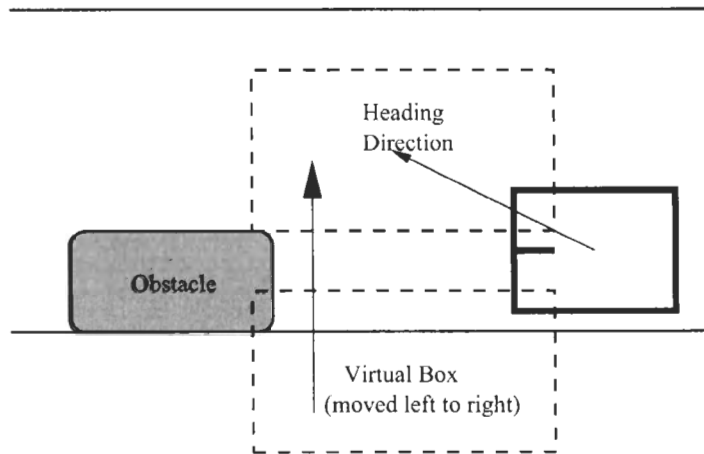 Heading
Direction
Obstacle
Virtual Box
(moved left to right)